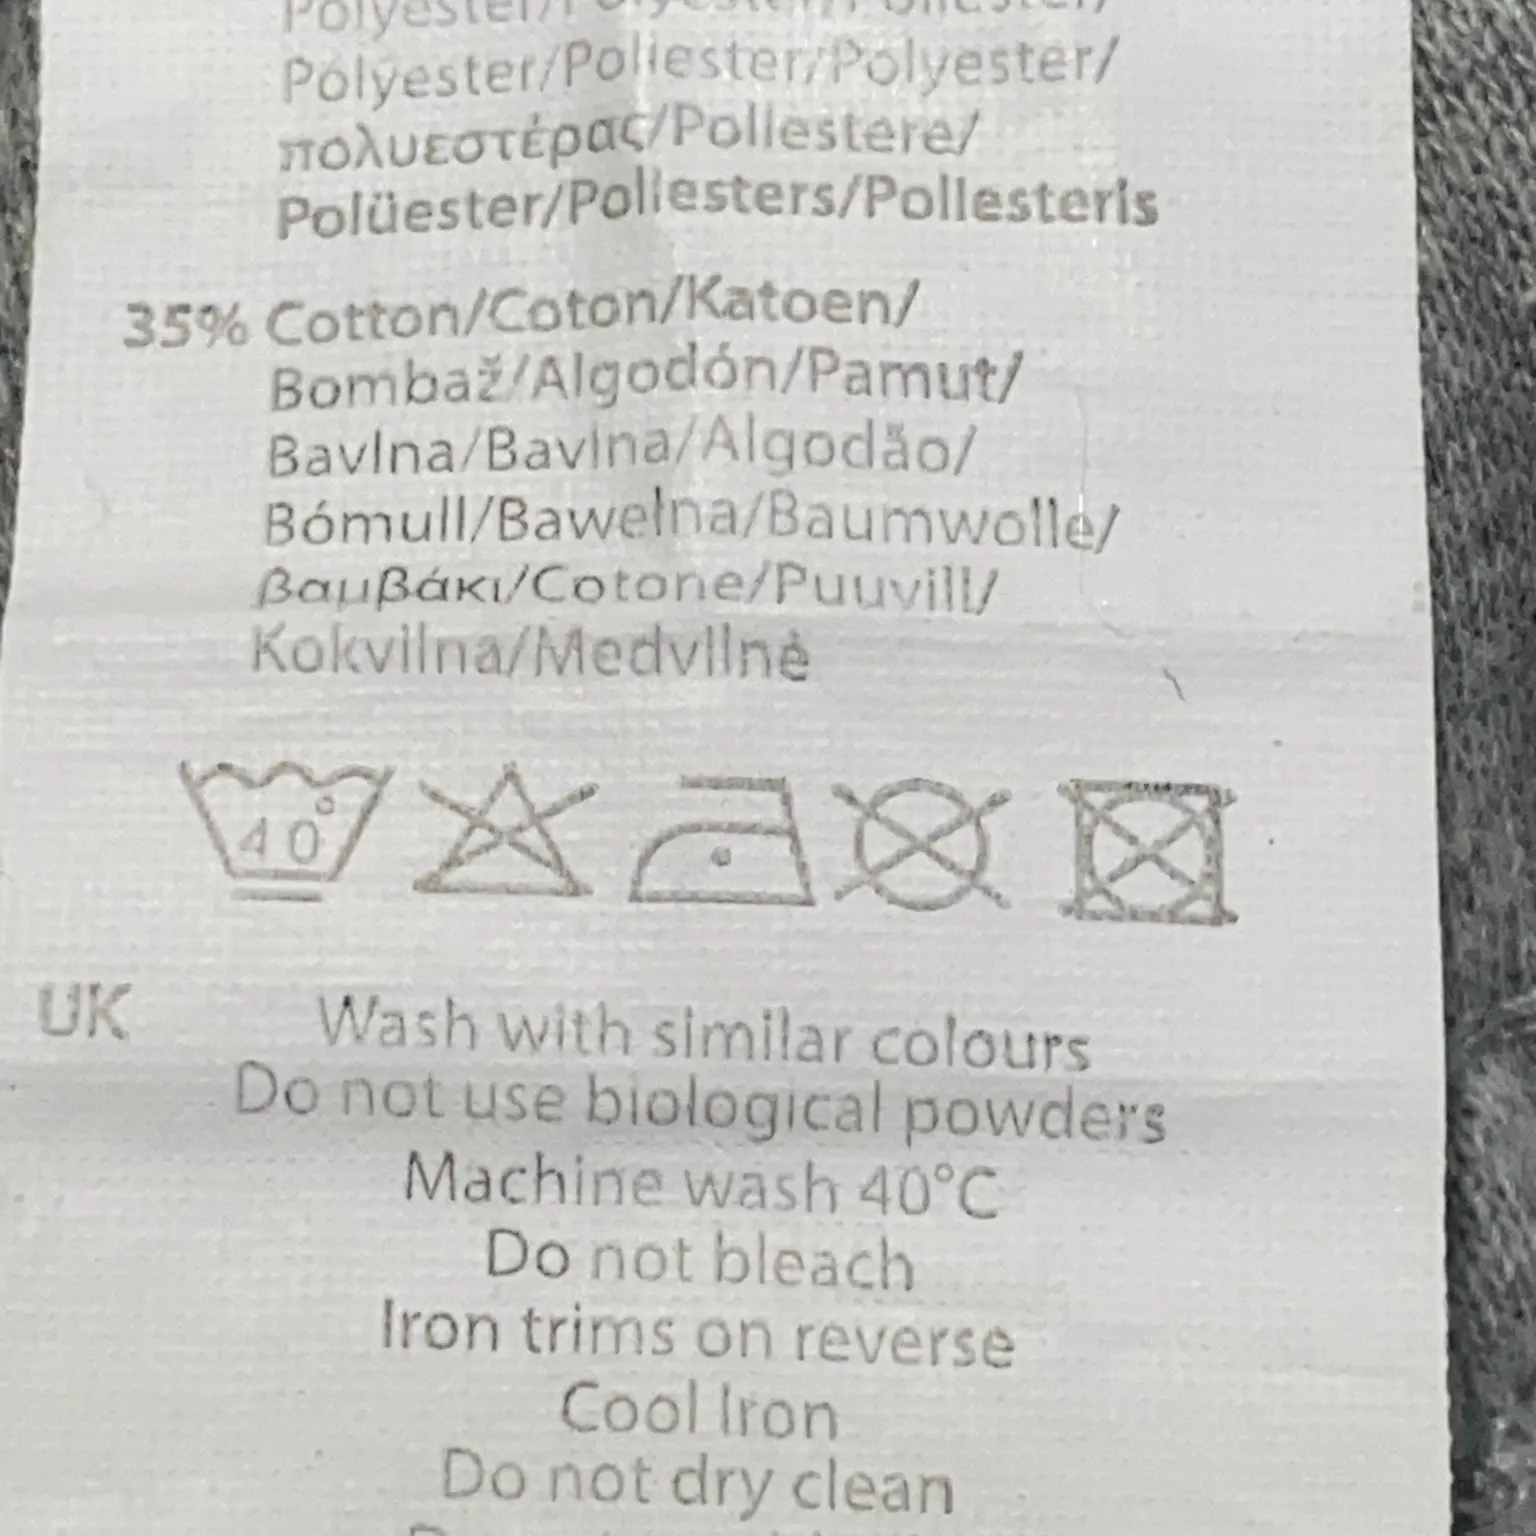 Polyester/Poliester/Polyester/
πολυεστέρας/Poliestere/
Polüester/Poliesters/Poliesteris
35% Cotton/Coton/Katoen/
Bombaž/Algodón/Pamut/
Bavlna/Bavlna/Algodão/
Bómull/Bawełna/Baumwolle/
βαμβάκι/Cotone/Puuvill/
Kokvilna/Medvilnė
40°
UK Wash with similar colours
Do not use biological powders
Machine wash 40°C
Do not bleach
Iron trims on reverse
Cool Iron
Do not dry clean